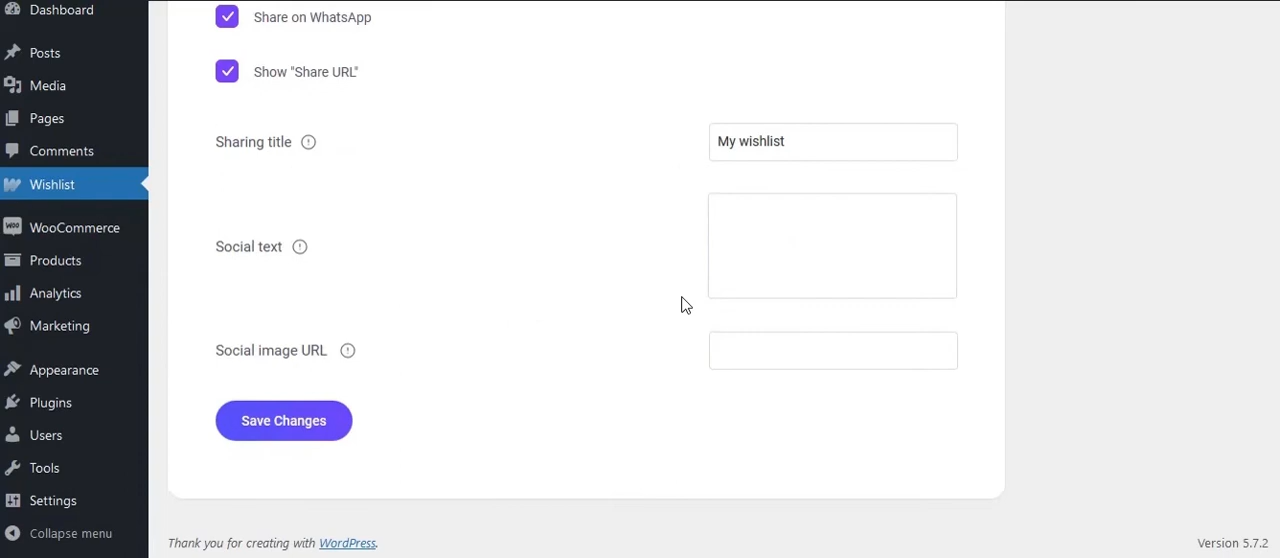 Dashboard
Posts
Media
Pages
Comments
Wishlist
WOO WooCommerce
Products
Analytics
Marketing
Appearance
Plugins
Users
Tools
Settings
Collapse menu
Share on WhatsApp
Show "Share URL"
Sharing title
My wishlist
Social text
Social image URL
Save Changes
Thank you for creating with WordPress.
Version 5.7.2